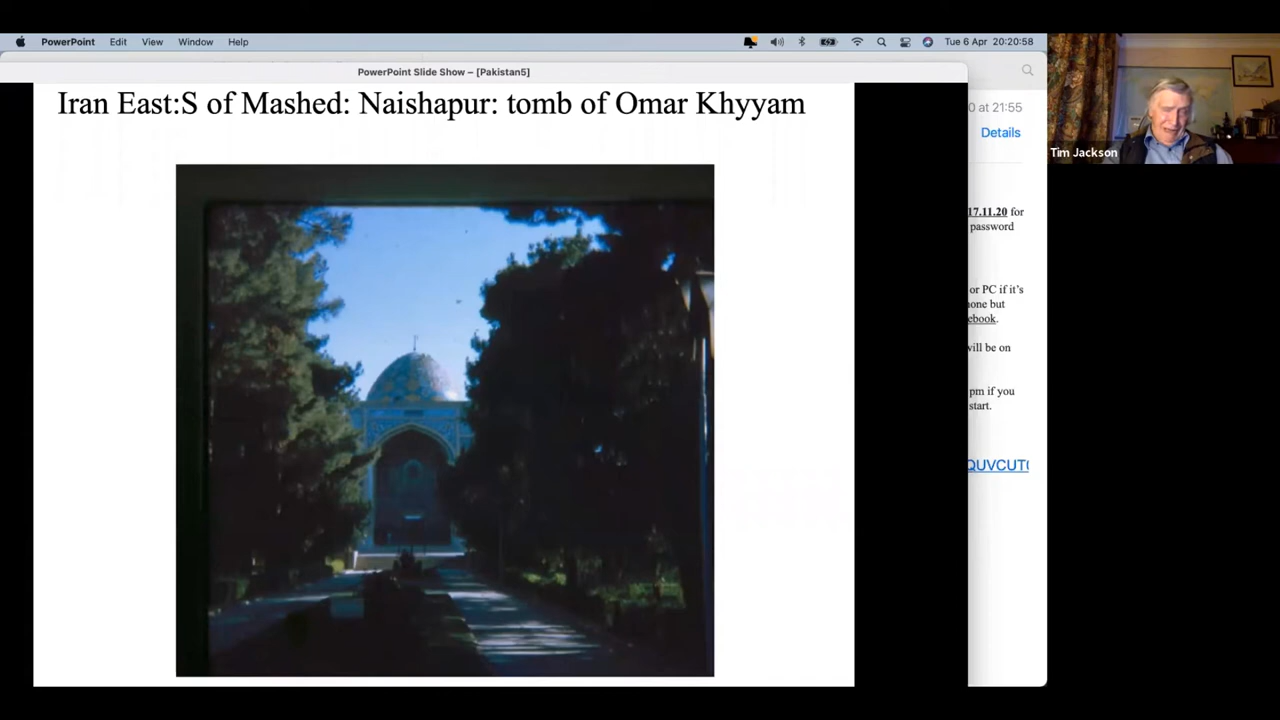 PowerPoint Edit View Window Help Tue 6 Apr 20:20:58
PowerPoint Slide Show – [Pakistan5]
Iran East:S of Mashed: Naishapur: tomb of Omar Khyyam
0 at 21:55
Details
Tim Jackson
17.11.20 for
password
or PC if it's
one but
ebook.
will be on
pm if you
start.
QUVCUT